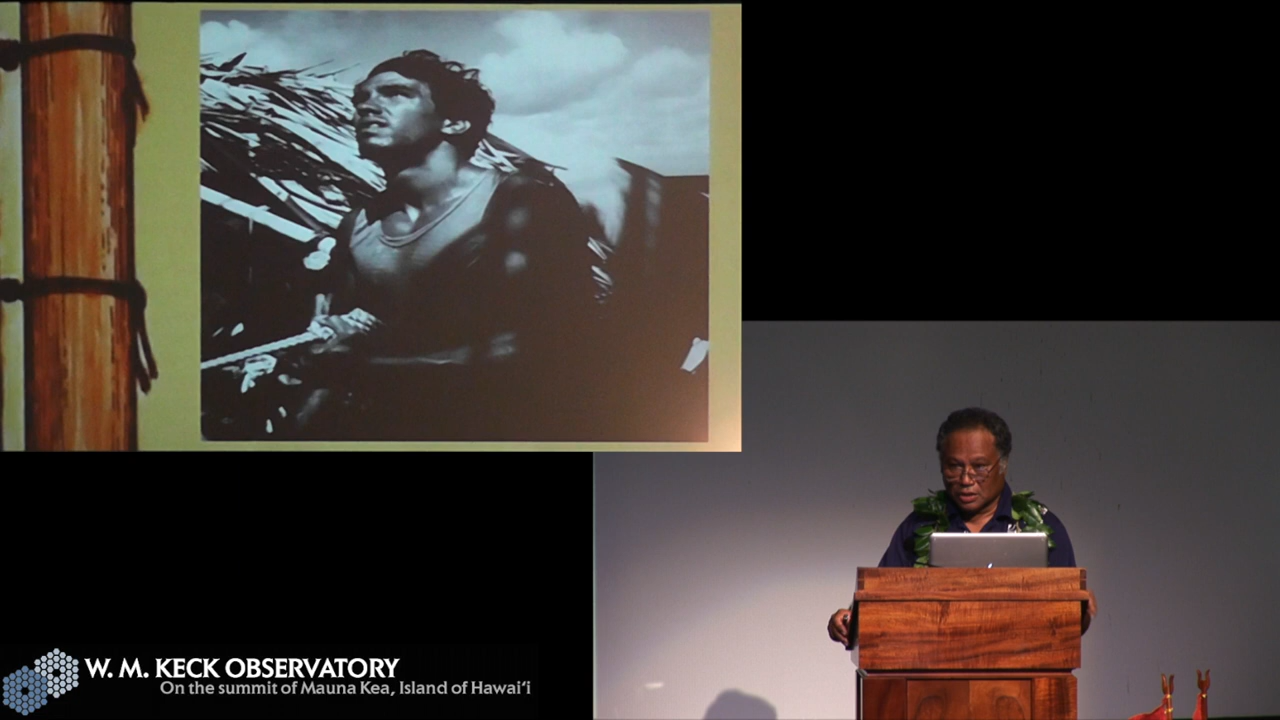 W. M. KECK OBSERVATORY
On the summit of Mauna Kea, Island of Hawai‘i